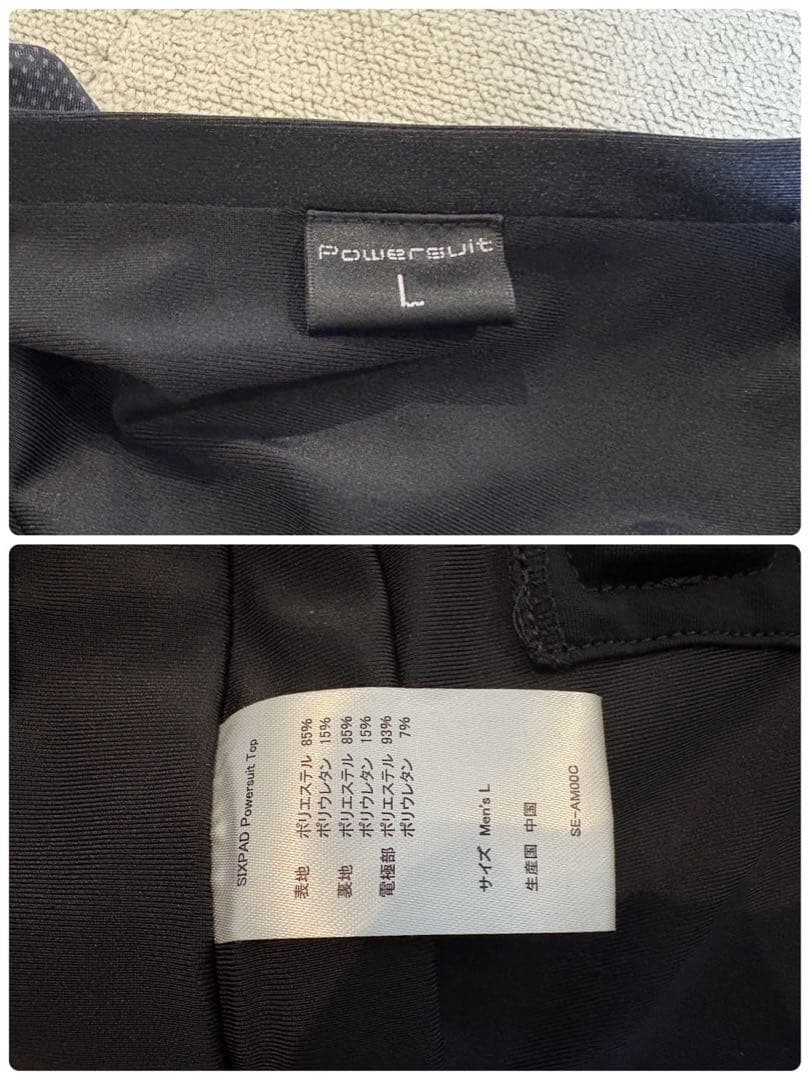 Powersuit
L
SIXPAD Powersuit Top
表地 ポリエステル 85%
ポリウレタン 15%
裏地 ポリエステル 85%
ポリウレタン 15%
電極部 ポリエステル 93%
ポリウレタン 7%
サイズ Men's L
生産国 中国
SE-AM00C